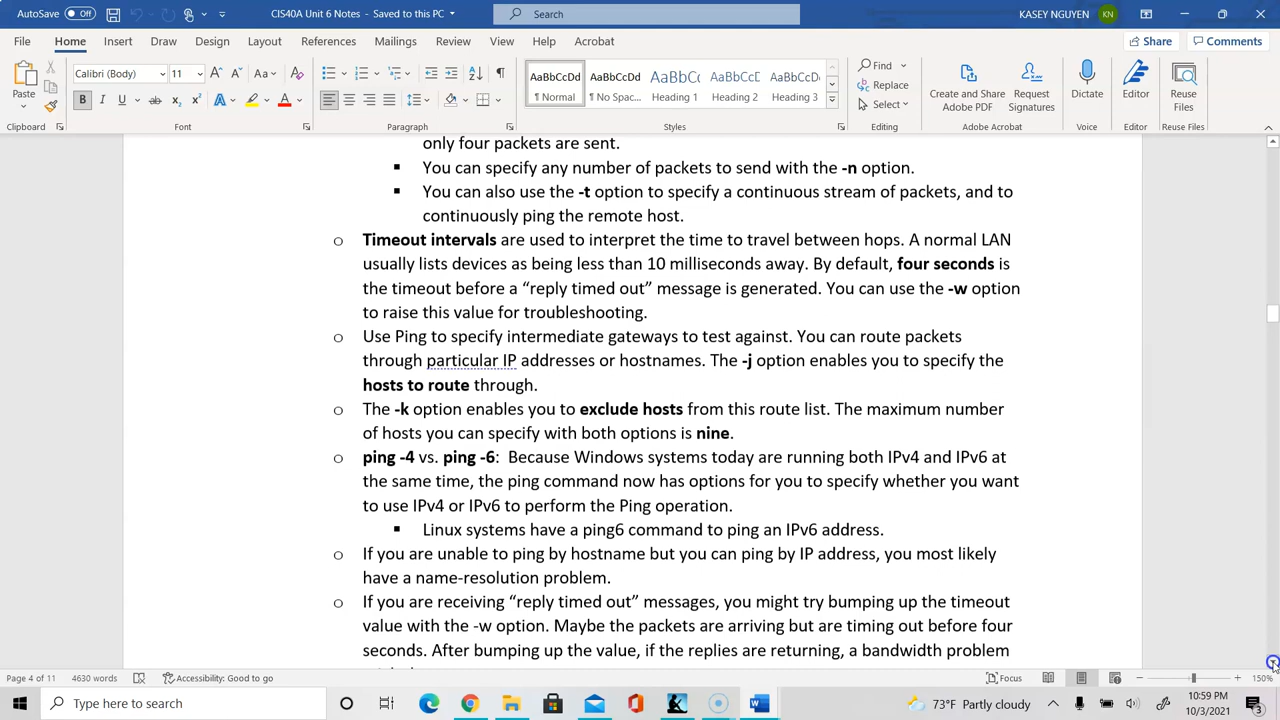 AutoSave Off CIS40A Unit 6 Notes - Saved to this PC Search KASEY NGUYEN KN
File Home Insert Draw Design Layout References Mailings Review View Help Acrobat Share Comments
Calibri (Body) 11 Aa AaBbCcDd AaBbCcDd AaBbCc AaBbCcD AaBbCcD Find
Paste B I U ab x₂ x² A A ¶ Normal ¶ No Spac... Heading 1 Heading 2 Heading 3 Replace Select Create and Share Adobe PDF Request Signatures Dictate Editor Reuse Files
Clipboard Font Paragraph Styles Editing Adobe Acrobat Voice Editor Reuse Files
only four packets are sent.
▪ You can specify any number of packets to send with the -n option.
▪ You can also use the -t option to specify a continuous stream of packets, and to
continuously ping the remote host.
o Timeout intervals are used to interpret the time to travel between hops. A normal LAN
usually lists devices as being less than 10 milliseconds away. By default, four seconds is
the timeout before a “reply timed out” message is generated. You can use the -w option
to raise this value for troubleshooting.
o Use Ping to specify intermediate gateways to test against. You can route packets
through particular IP addresses or hostnames. The -j option enables you to specify the
hosts to route through.
o The -k option enables you to exclude hosts from this route list. The maximum number
of hosts you can specify with both options is nine.
o ping -4 vs. ping -6: Because Windows systems today are running both IPv4 and IPv6 at
the same time, the ping command now has options for you to specify whether you want
to use IPv4 or IPv6 to perform the Ping operation.
▪ Linux systems have a ping6 command to ping an IPv6 address.
o If you are unable to ping by hostname but you can ping by IP address, you most likely
have a name-resolution problem.
o If you are receiving “reply timed out” messages, you might try bumping up the timeout
value with the -w option. Maybe the packets are arriving but are timing out before four
seconds. After bumping up the value, if the replies are returning, a bandwidth problem
Page 4 of 11 4630 words Accessibility: Good to go Focus 150%
Type here to search 73°F Partly cloudy 10:59 PM
10/3/2021 3